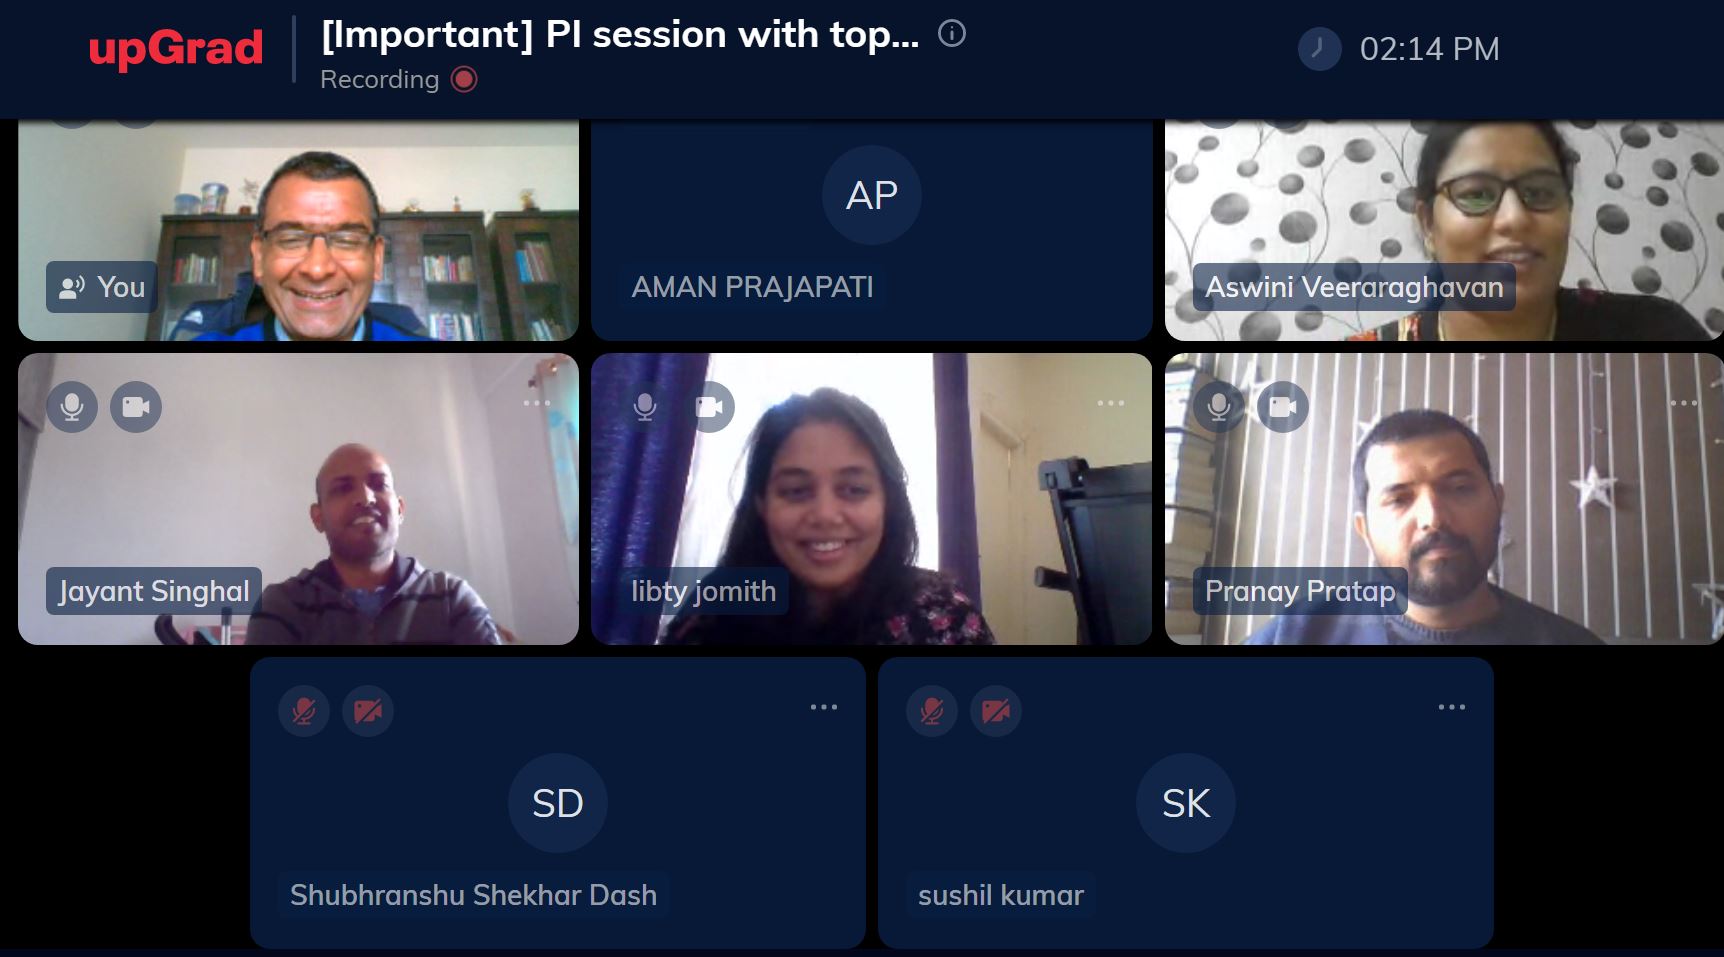 upGrad
[Important] PI session with top...
Recording
02:14 PM
You
AP
AMAN PRAJAPATI
Aswini Veeraraghavan
Jayant Singhal
libty jomith
Pranay Pratap
SD
Shubhranshu Shekhar Dash
SK
sushil kumar